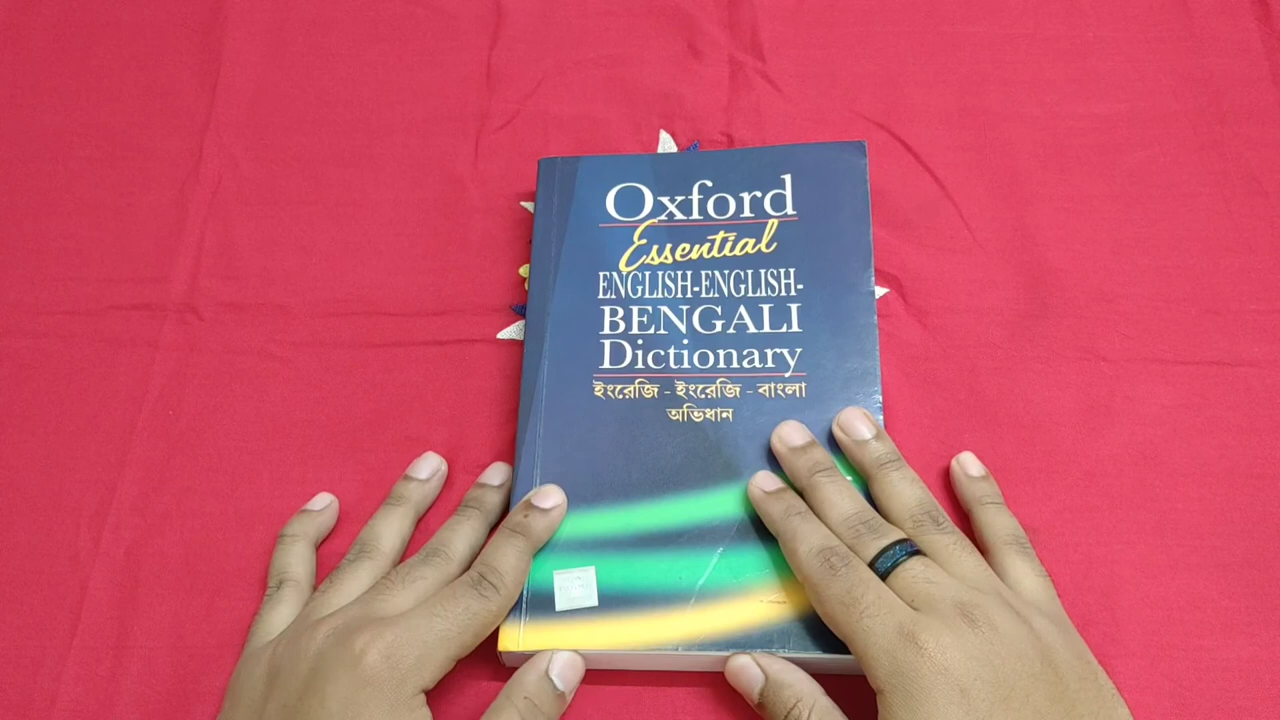 Oxford
Essential
ENGLISH-ENGLISH-
BENGALI
Dictionary
ইংরেজি - ইংরেজি - বাংলা
অভিধান